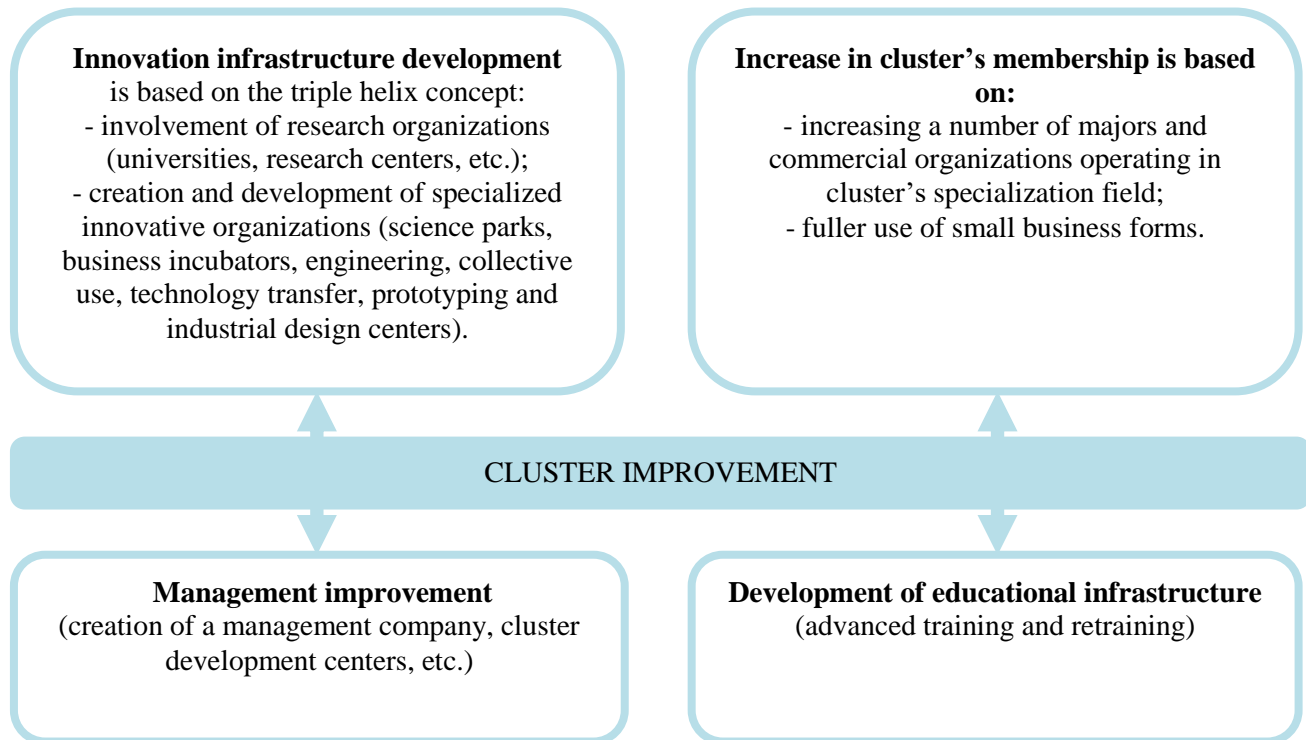 Innovation infrastructure development
is based on the triple helix concept:
- involvement of research organizations
(universities, research centers, etc.);
- creation and development of specialized
innovative organizations (science parks,
business incubators, engineering, collective
use, technology transfer, prototyping and
industrial design centers).
Increase in cluster’s membership is based
on:
- increasing a number of majors and
commercial organizations operating in
cluster’s specialization field;
- fuller use of small business forms.
CLUSTER IMPROVEMENT
Management improvement
(creation of a management company, cluster
development centers, etc.)
Development of educational infrastructure
(advanced training and retraining)